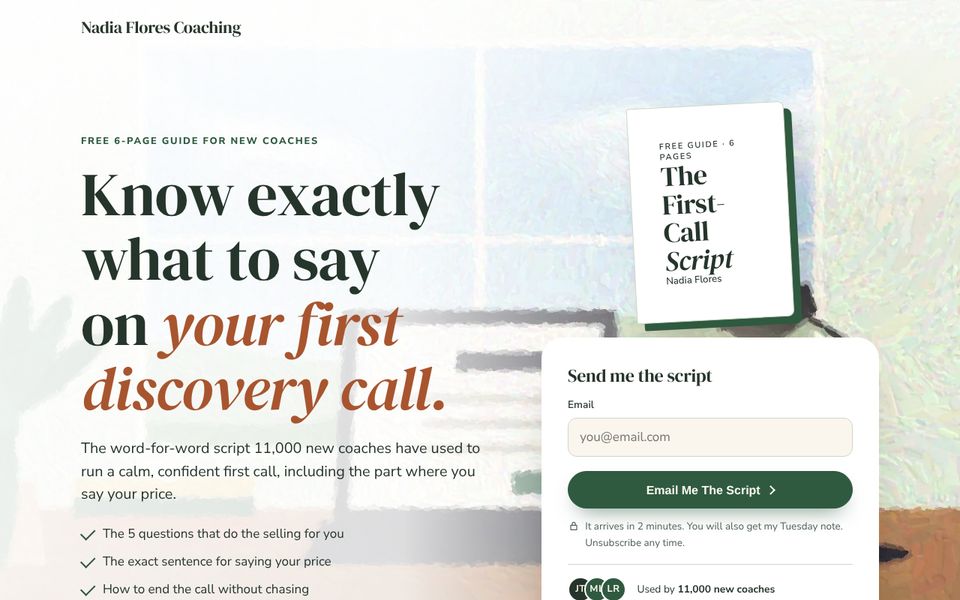 Nadia Flores Coaching
FREE 6-PAGE GUIDE FOR NEW COACHES
Know exactly
what to say
on your first
discovery call.
The word-for-word script 11,000 new coaches have used to
run a calm, confident first call, including the part where you
say your price.
The 5 questions that do the selling for you
The exact sentence for saying your price
How to end the call without chasing
FREE GUIDE · 6
PAGES
The
First-
Call
Script
Nadia Flores
Send me the script
Email
you@email.com
Email Me The Script
It arrives in 2 minutes. You will also get my Tuesday note.
Unsubscribe any time.
JT
LR
Used by 11,000 new coaches